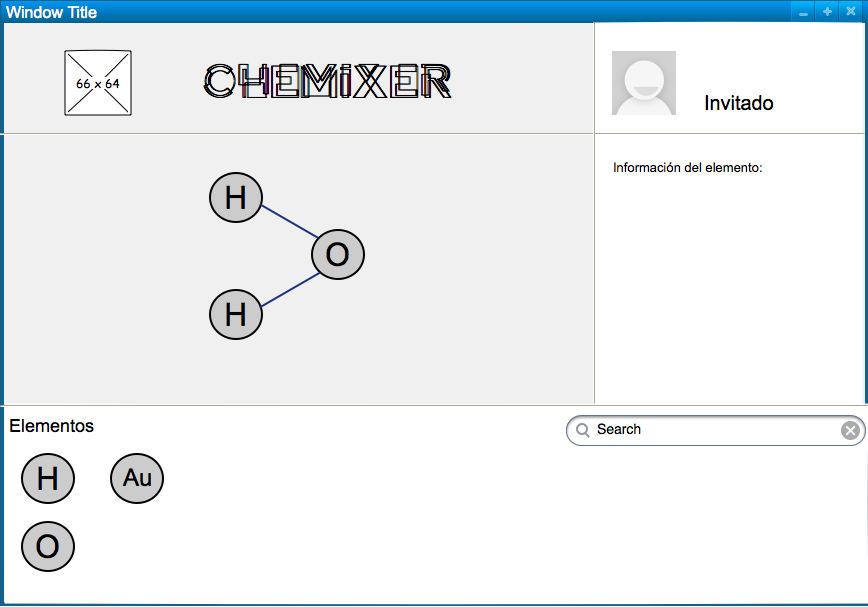 Window Title
66 x 64
CHEMiXER
Invitado
Información del elemento:
H
O
H
Elementos
Search
H
Au
O